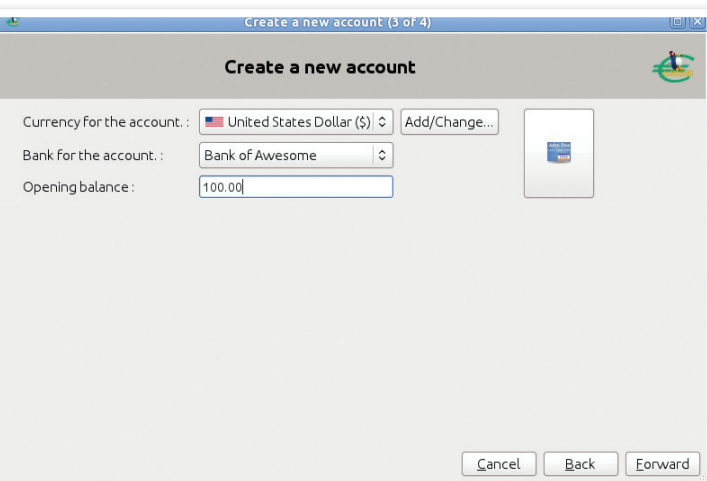 Create a new account (3 of 4)
Create a new account
Currency for the account. : United States Dollar ($) Add/Change...
Bank for the account. : Bank of Awesome
Opening balance : 100.00
Cancel Back Forward